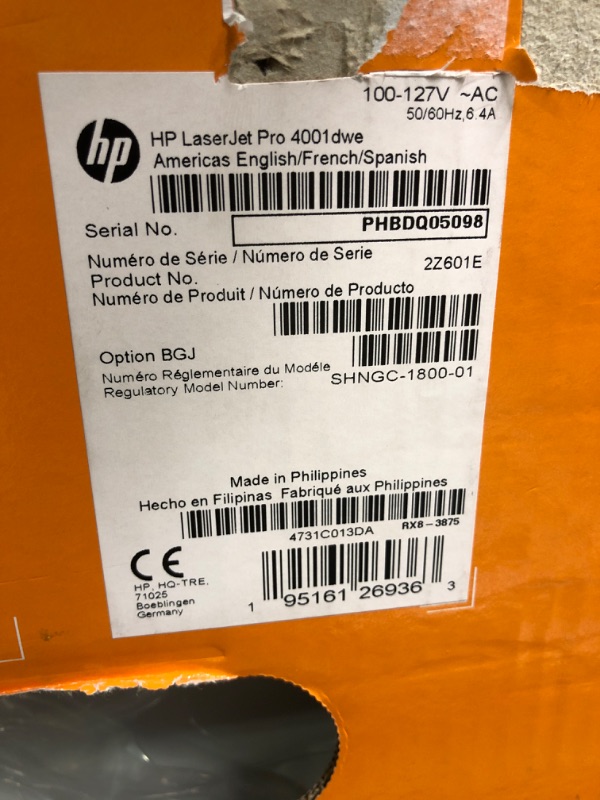 100-127V ~AC
50/60Hz,6.4A
hp
HP LaserJet Pro 4001dwe
Americas English/French/Spanish
Serial No.
PHBDQ05098
Numéro de Série / Número de Serie
2Z601E
Product No.
Numéro de Produit / Número de Producto
Option BGJ
Numéro Réglementaire du Modéle
Regulatory Model Number:
SHNGC-1800-01
Made in Philippines
Hecho en Filipinas Fabriqué aux Philippines
4731C013DA
RX8-3875
CE
HP, HQ-TRE,
71025
Boeblingen
Germany
1 95161 26936 3